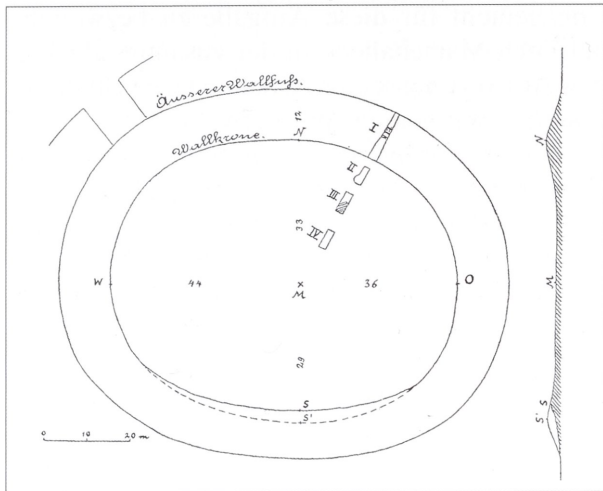 Äusserer Wallfuß.
Wallkrone.
12
N
I
II
III
IV
33
W
44
M
36
O
29
S
S'
0 10 20 m
N
M
S
S'